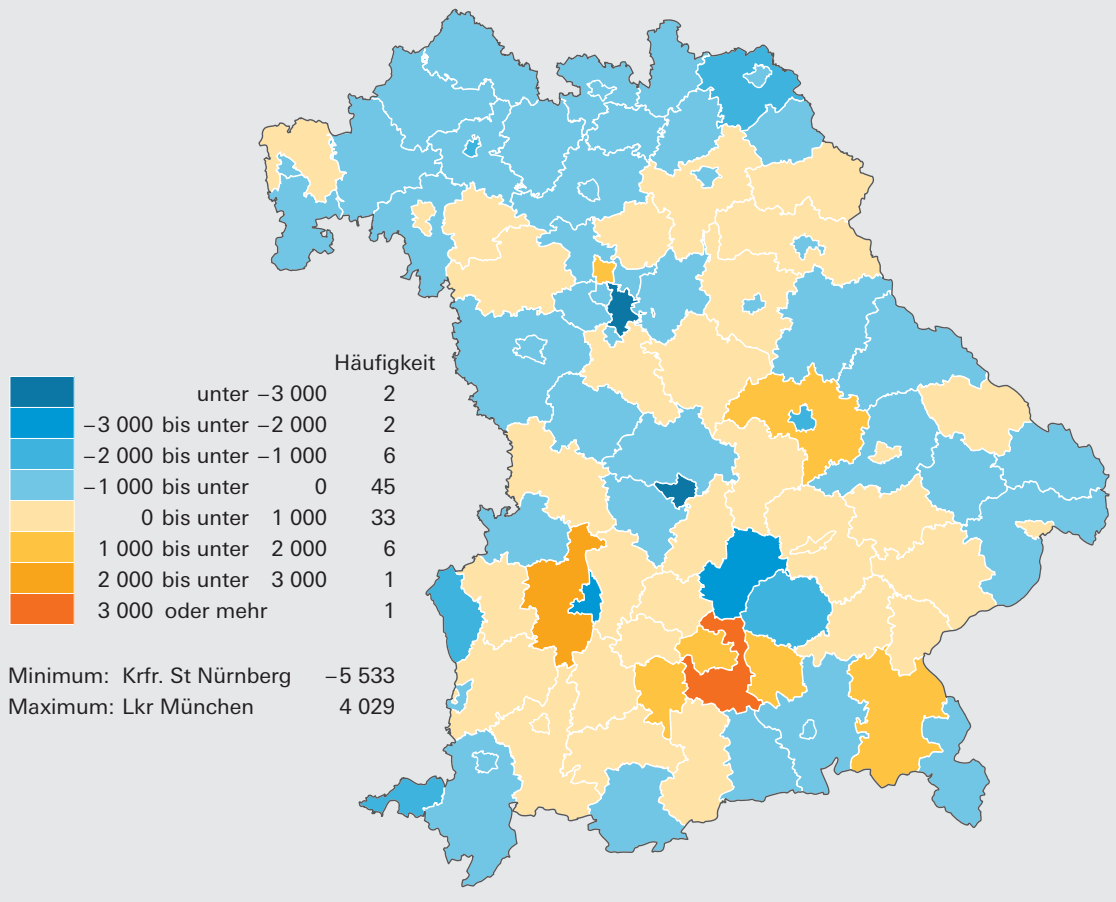 Häufigkeit
unter −3 000 2
−3 000 bis unter −2 000 2
−2 000 bis unter −1 000 6
−1 000 bis unter 0 45
0 bis unter 1 000 33
1 000 bis unter 2 000 6
2 000 bis unter 3 000 1
3 000 oder mehr 1
Minimum: Krfr. St Nürnberg −5 533
Maximum: Lkr München 4 029